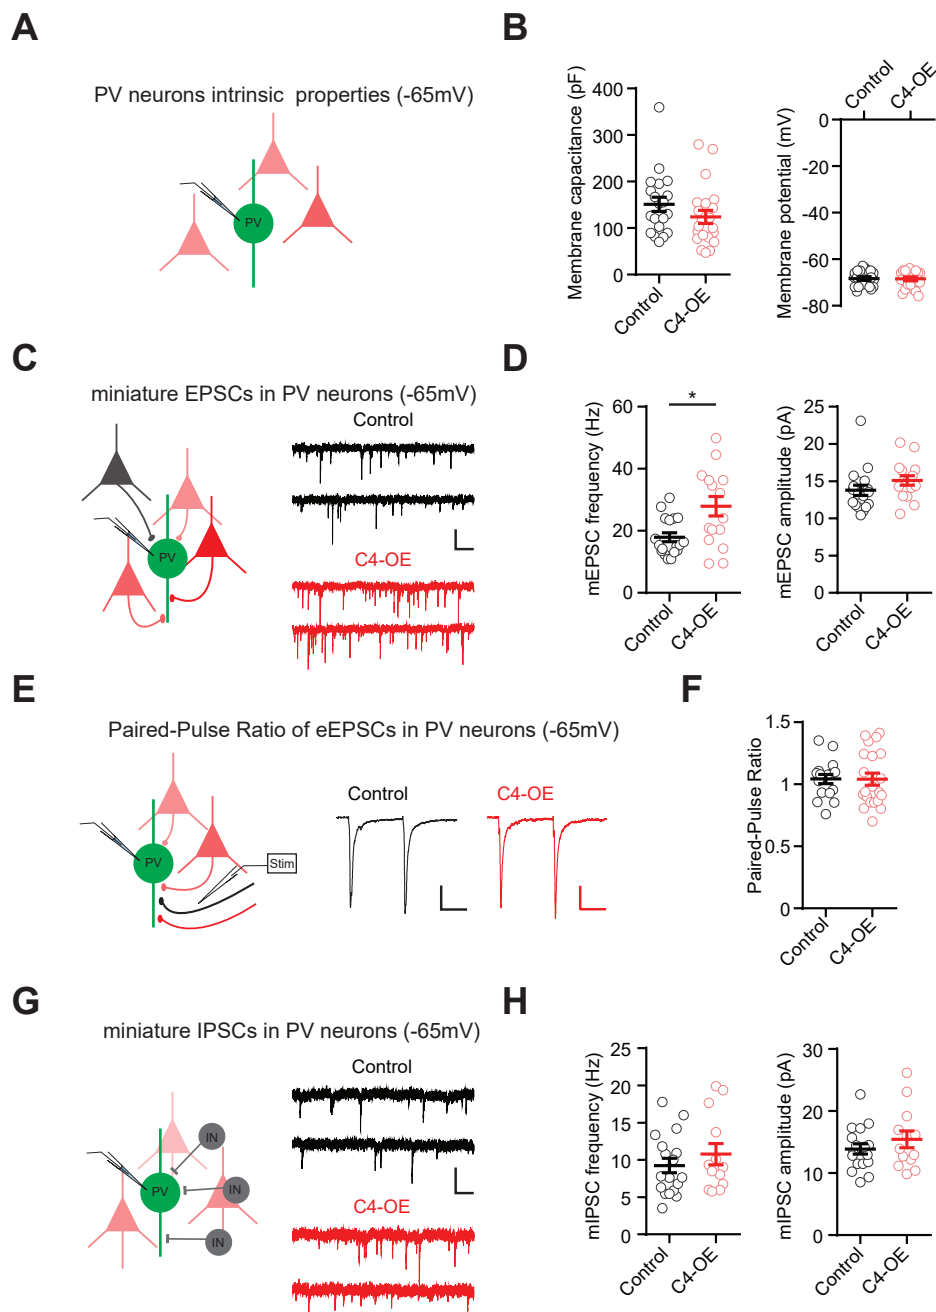 A
PV neurons intrinsic properties (-65mV)
PV
B
Membrane capacitance (pF)
400
300
200
100
0
Control
C4-OE
Membrane potential (mV)
Control
C4-OE
0
-20
-40
-60
-80
C
miniature EPSCs in PV neurons (-65mV)
PV
Control
C4-OE
D
mEPSC frequency (Hz)
60
40
20
0
*
Control
C4-OE
mEPSC amplitude (pA)
25
20
15
10
5
0
Control
C4-OE
E
Paired-Pulse Ratio of eEPSCs in PV neurons (-65mV)
PV
Stim
Control
C4-OE
F
Paired-Pulse Ratio
1.5
1
0.5
0
Control
C4-OE
G
miniature IPSCs in PV neurons (-65mV)
IN
PV
IN
IN
Control
C4-OE
H
mIPSC frequency (Hz)
25
20
15
10
5
0
Control
C4-OE
mIPSC amplitude (pA)
30
20
10
0
Control
C4-OE